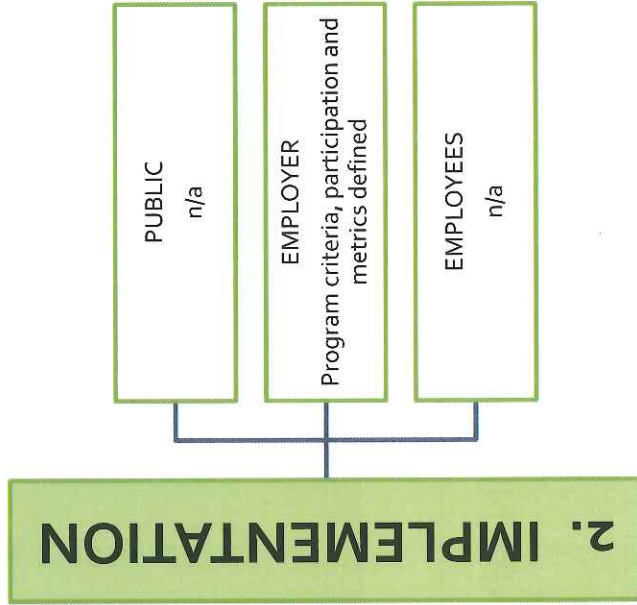 2. IMPLEMENTATION
PUBLIC
n/a
EMPLOYER
Program criteria, participation and
metrics defined
EMPLOYEES
n/a